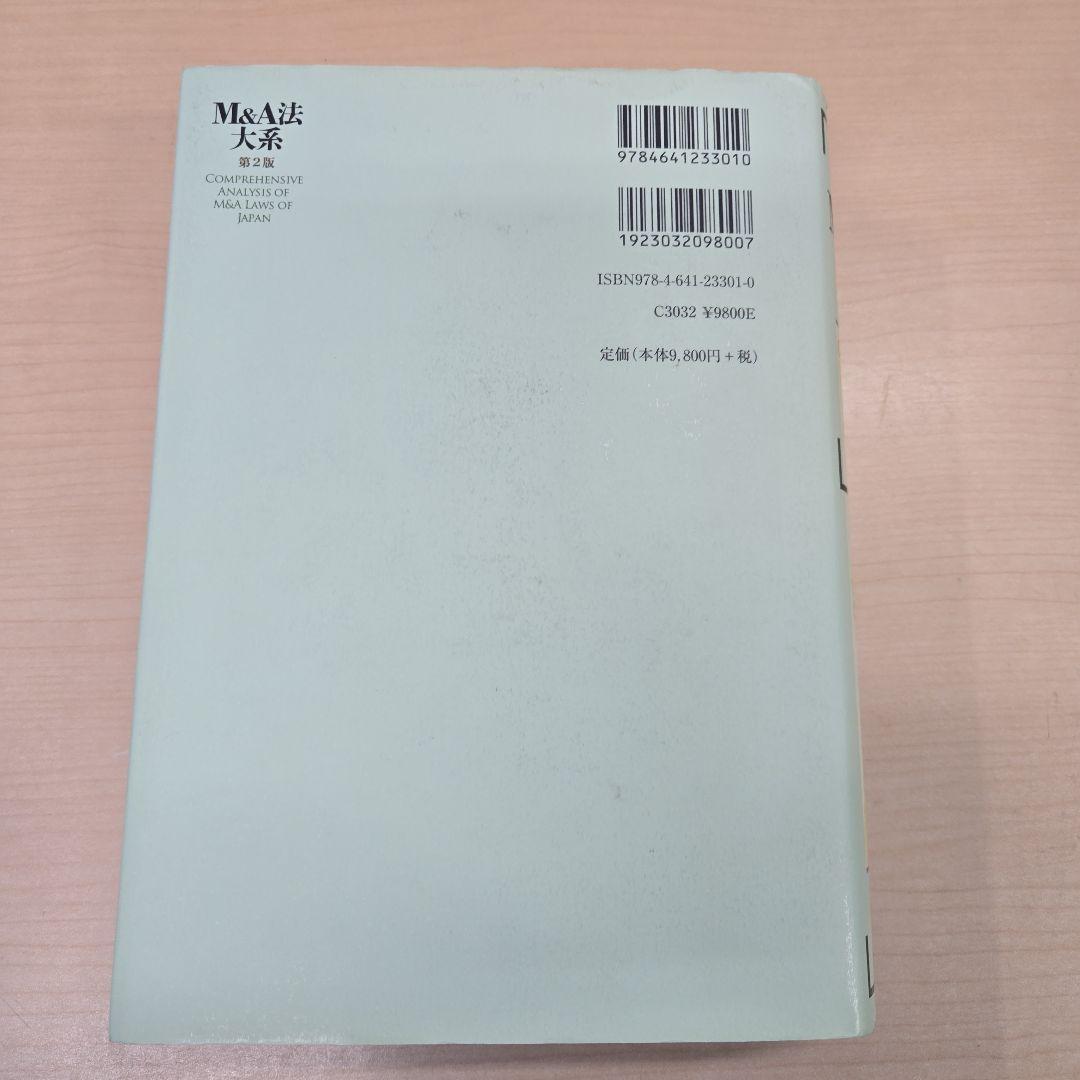 M&A法
大系
第2版
COMPREHENSIVE
ANALYSIS OF
M&A LAWS OF
JAPAN
9784641233010
1923032098007
ISBN978-4-641-23301-0
C3032 ¥9800E
定価(本体9,800円+税)